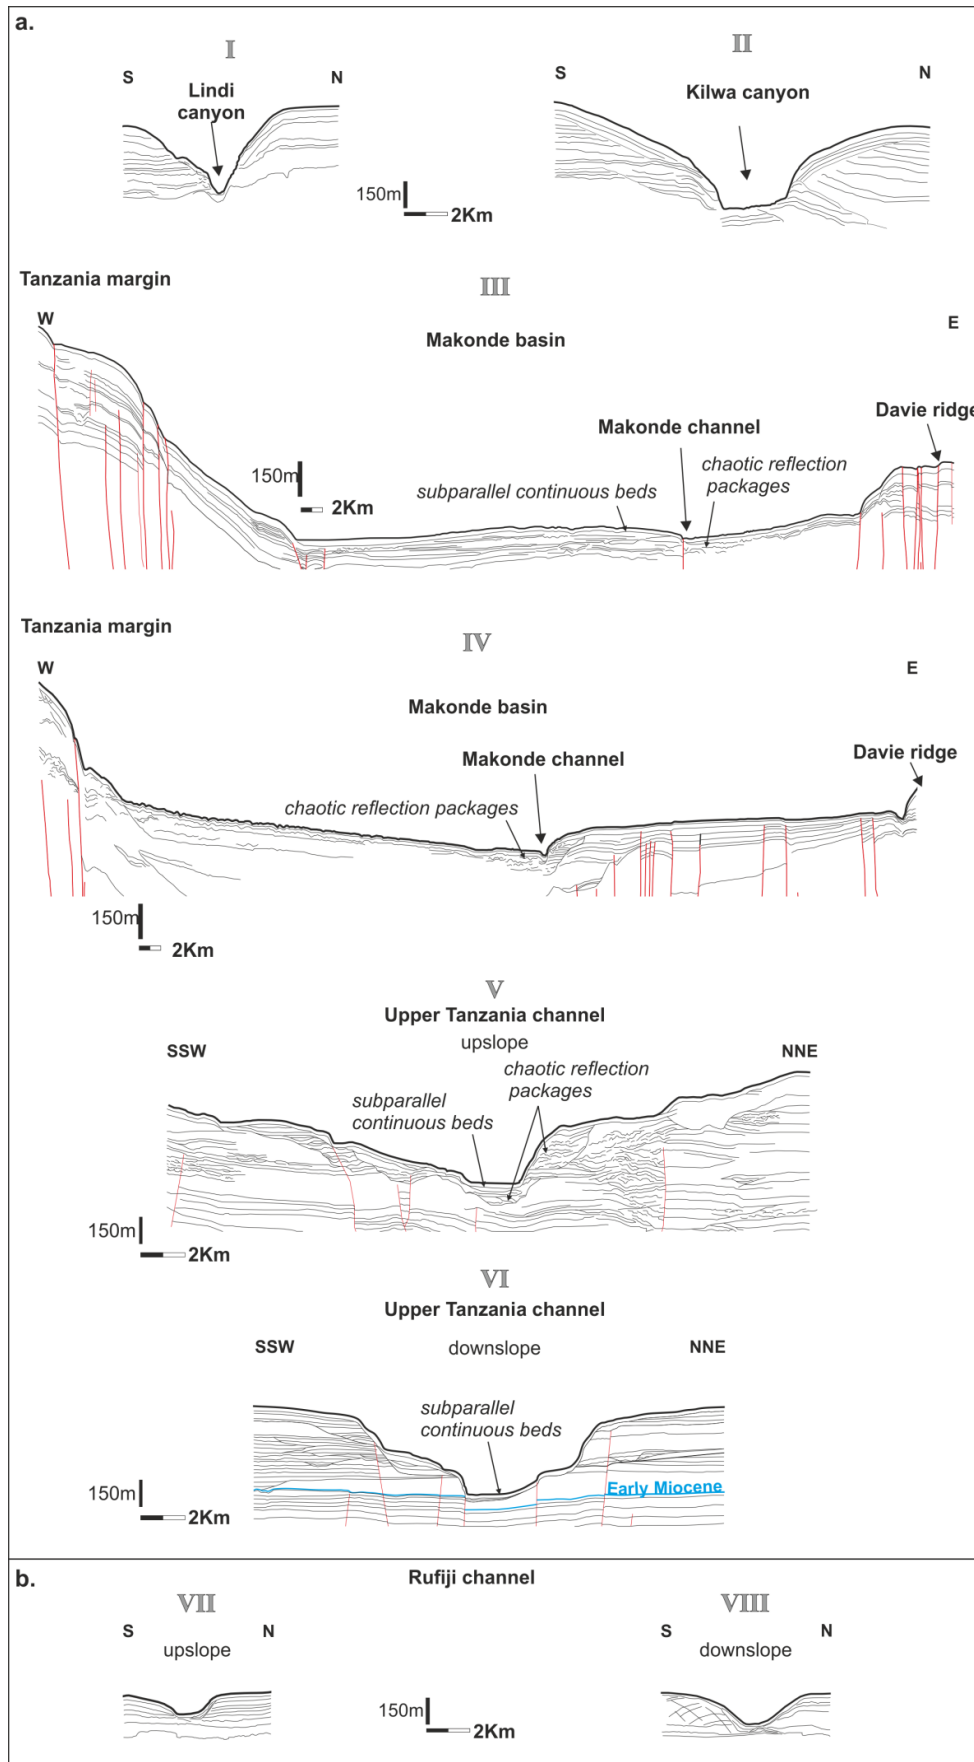 a.
I
II
S
N
Lindi
canyon
S
N
Kilwa canyon
150m
2Km
Tanzania margin
III
W
E
Makonde basin
Davie ridge
Makonde channel
150m
chaotic reflection
packages
subparallel continuous beds
2Km
Tanzania margin
IV
W
E
Makonde basin
Makonde channel
Davie ridge
chaotic reflection packages
150m
2Km
V
Upper Tanzania channel
upslope
SSW
NNE
chaotic reflection
packages
subparallel
continuous beds
150m
2Km
VI
Upper Tanzania channel
SSW
downslope
NNE
subparallel
continuous beds
150m
Early Miocene
2Km
b.
Rufiji channel
VII
VIII
S
N
upslope
S
N
downslope
150m
2Km